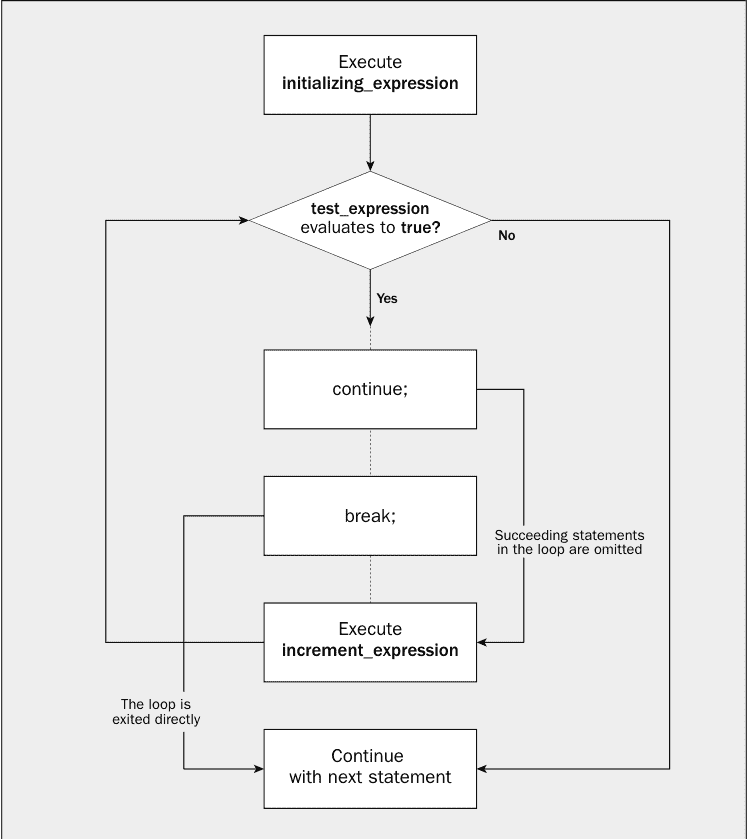 Execute
initializing_expression
test_expression
evaluates to true?
No
Yes
continue;
break;
Succeeding statements
in the loop are omitted
Execute
increment_expression
The loop is
exited directly
Continue
with next statement